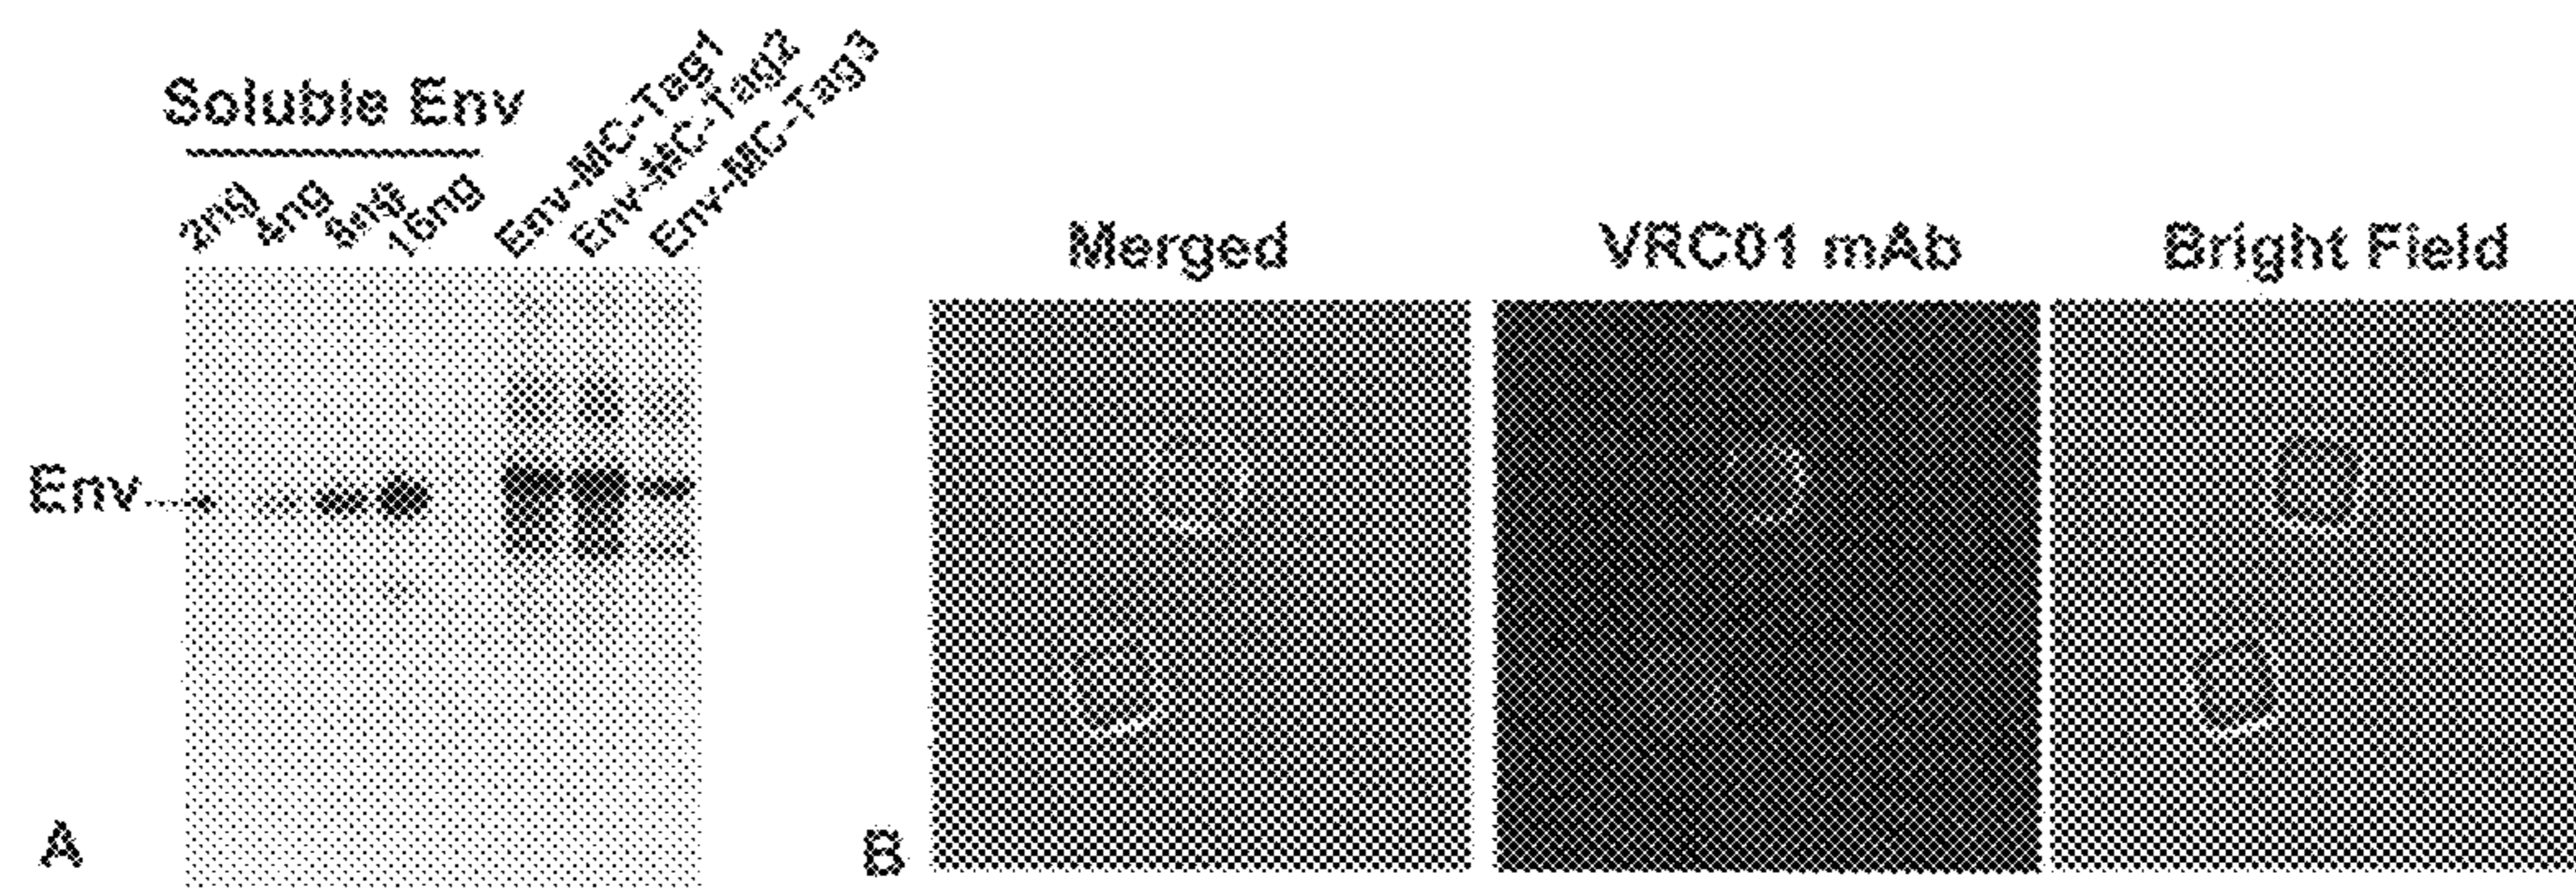 Soluble Env
2ng 4ng 8ng 16ng Env-MC-Tag1 Env-MC-Tag2 Env-MC-Tag3
Merged VRC01 mAb Bright Field
Env
A B